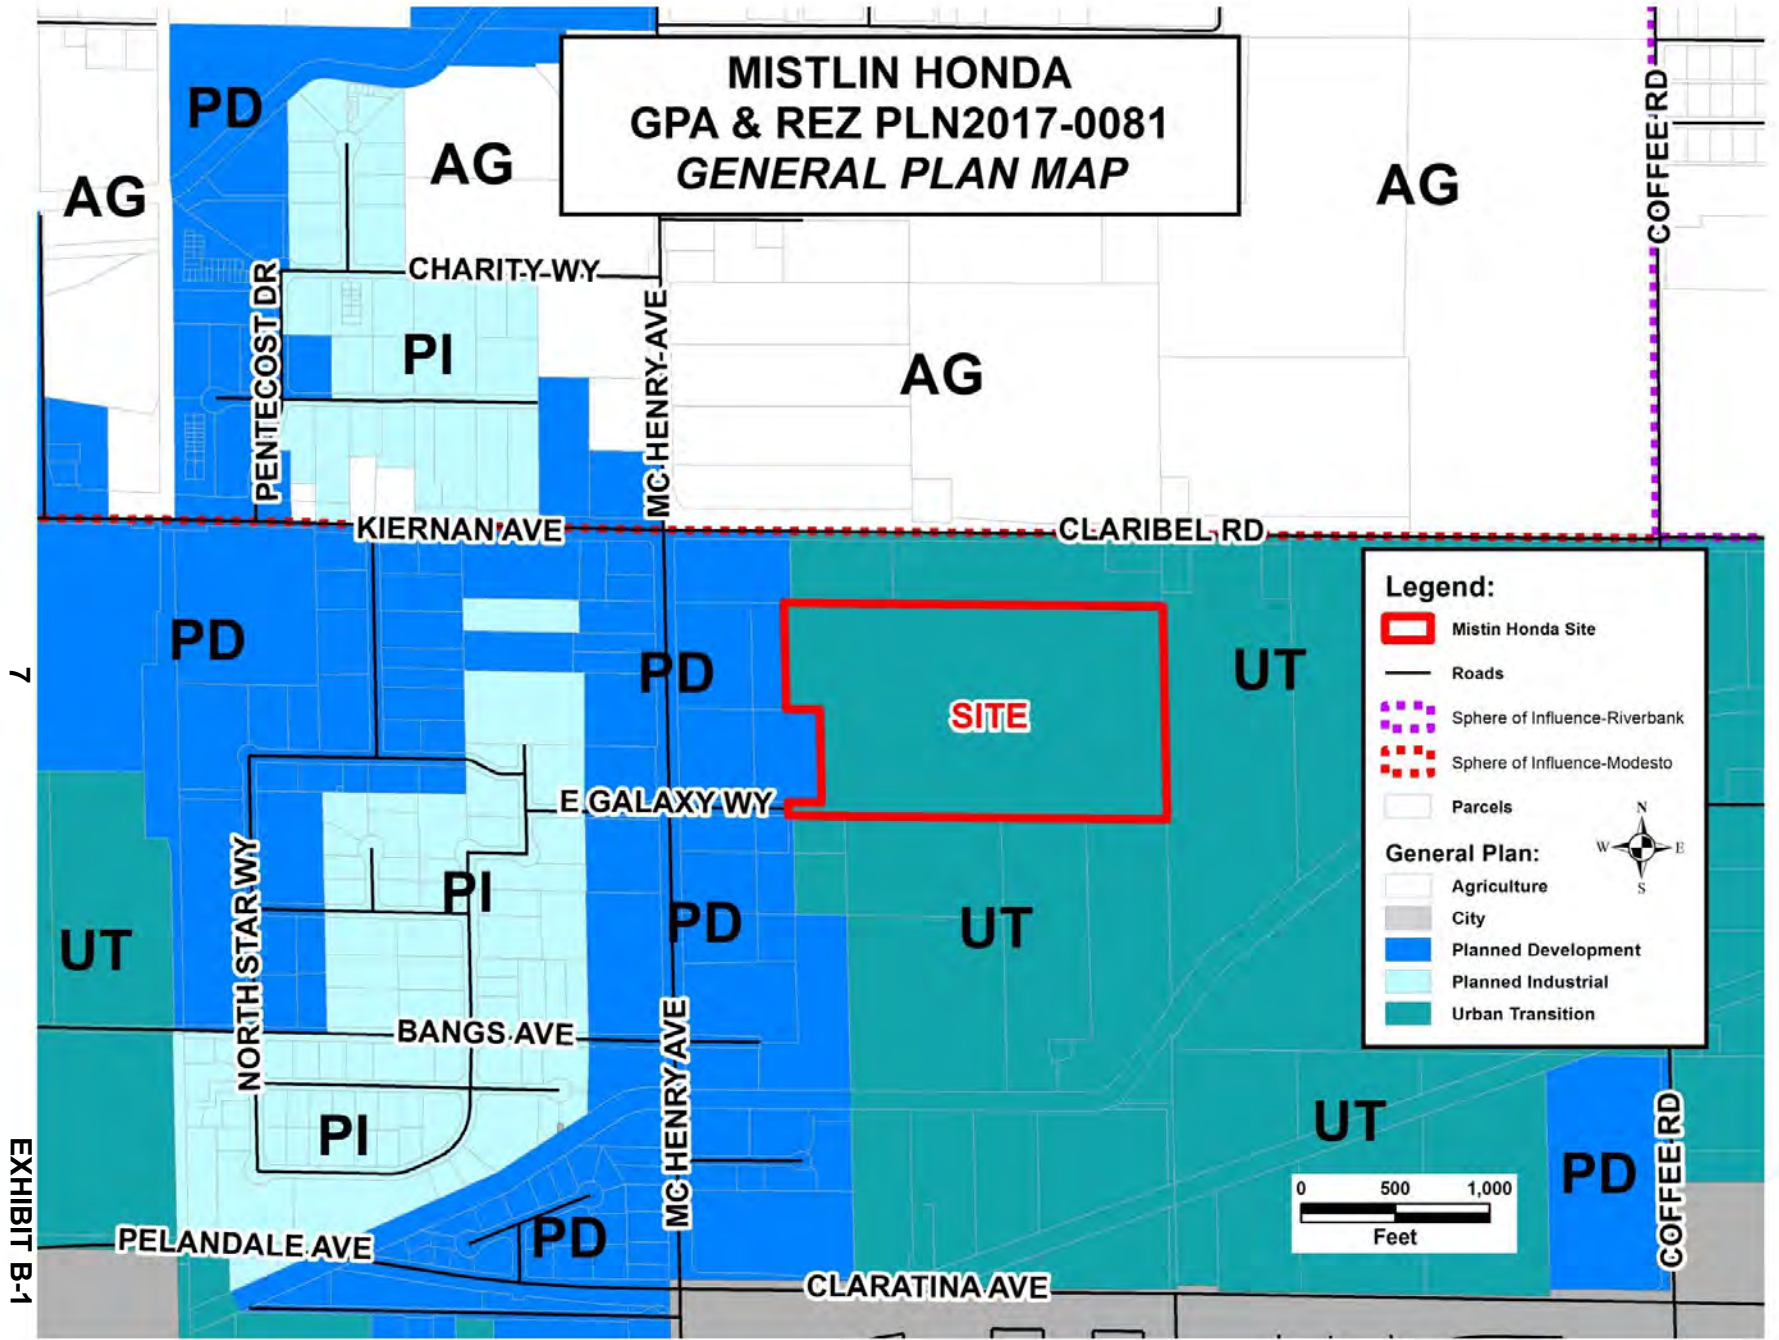 MISTLIN HONDA
GPA & REZ PLN2017-0081
GENERAL PLAN MAP
PD
AG
AG
AG
COFFEE RD
CHARITY WY
PENTECOST DR
PI
MC HENRY AVE
AG
KIERNAN AVE
CLARIBEL RD
PD
PD
UT
SITE
E GALAXY WY
NORTH STAR WY
PI
UT
PD
UT
BANGS AVE
MC HENRY AVE
PI
UT
PD
PD
COFFEE RD
PELANDALE AVE
CLARATINA AVE
Legend:
Mistin Honda Site
Roads
Sphere of Influence-Riverbank
Sphere of Influence-Modesto
Parcels
N
W
E
S
General Plan:
Agriculture
City
Planned Development
Planned Industrial
Urban Transition
0 500 1,000
Feet
7
EXHIBIT B-1